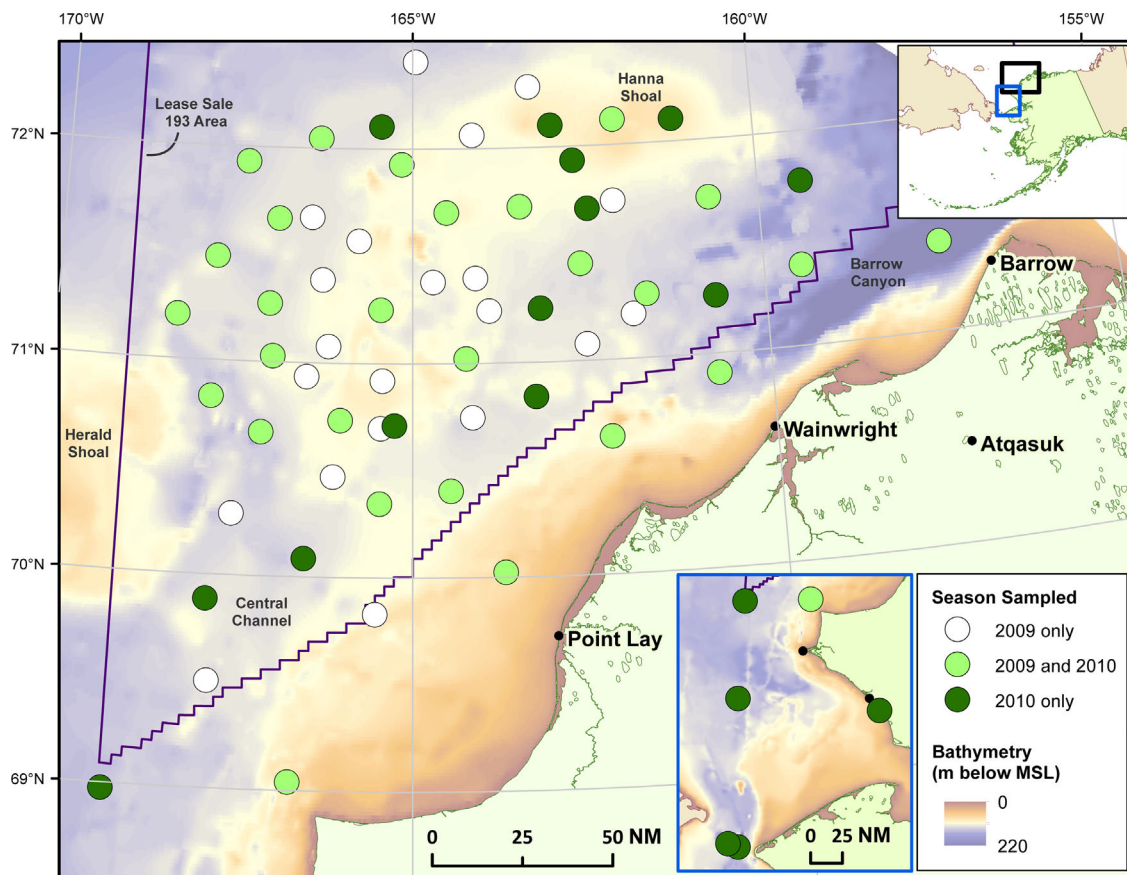 170°W
165°W
160°W
155°W
72°N
71°N
70°N
69°N
Lease Sale
193 Area
Hanna
Shoal
Barrow
Canyon
Barrow
Herald
Shoal
Wainwright
Atqasuk
Central
Channel
Point Lay
0
25
50 NM
0
25 NM
Season Sampled
2009 only
2009 and 2010
2010 only
Bathymetry
(m below MSL)
0
220